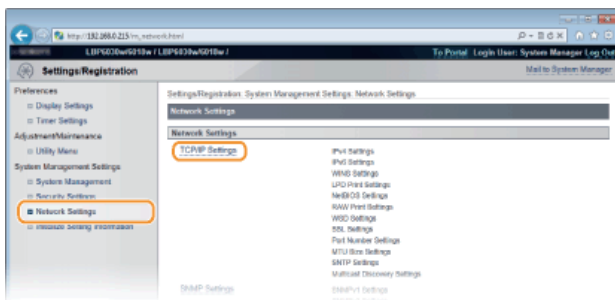 http://192.168.0.215/m_network.html
LBP6030w/6018w / LBP6030w/6018w /
To Portal Login User: System Manager Log Out
Settings/Registration
Mail to System Manager
Preferences
Display Settings
Timer Settings
Adjustment/Maintenance
Utility Menu
System Management Settings
System Management
Security Settings
Network Settings
Initialize Setting Information
Settings/Registration: System Management Settings: Network Settings
Network Settings
Network Settings
TCP/IP Settings
IPv4 Settings
IPv6 Settings
WINS Settings
LPD Print Settings
NetBIOS Settings
RAW Print Settings
WSD Settings
SSL Settings
Port Number Settings
MTU Size Settings
SNTP Settings
Multicast Discovery Settings
SNMP Settings
SNMPv1 Settings